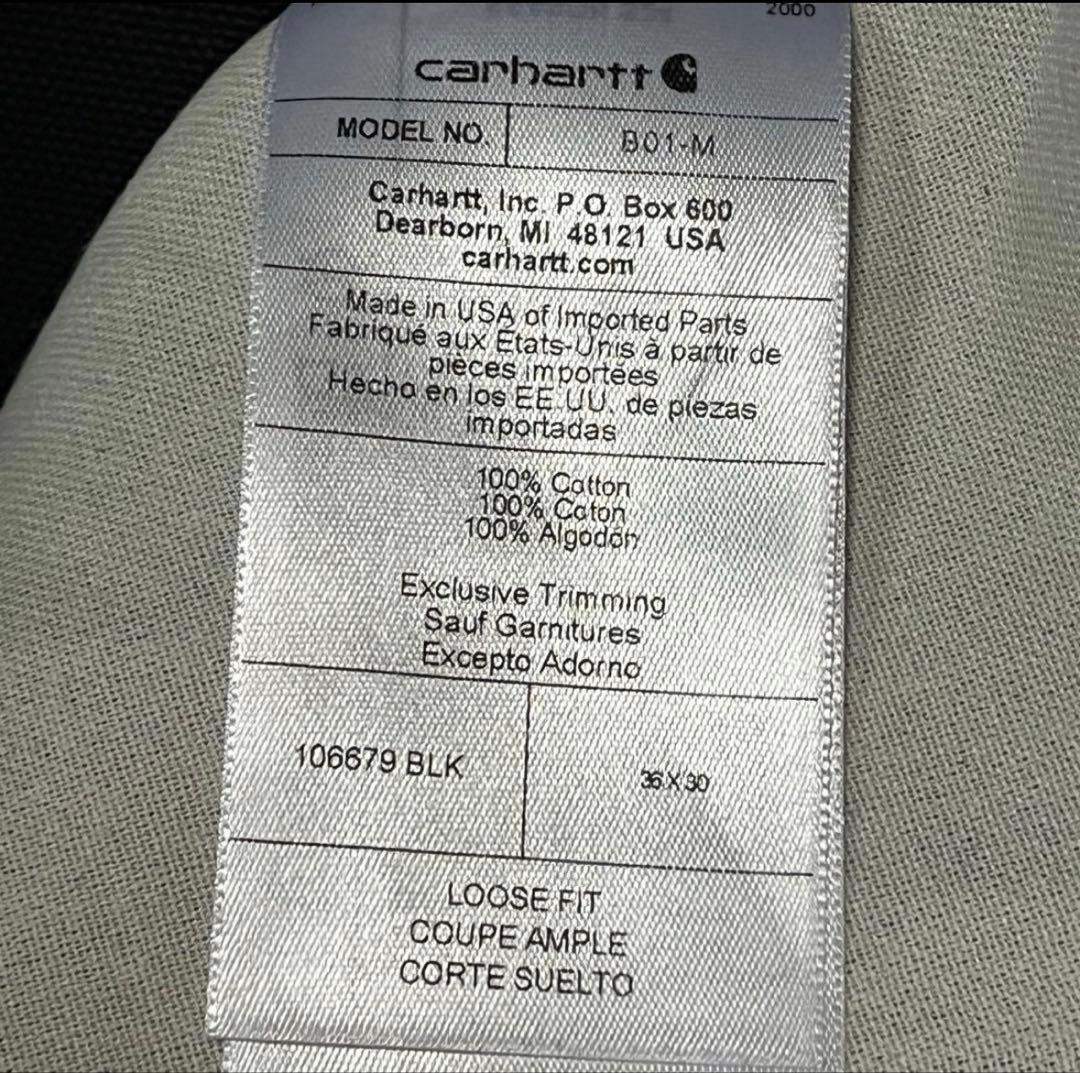 2000
carhartt
MODEL NO. B01-M
Carhartt, Inc. P.O. Box 600
Dearborn, MI 48121 USA
carhartt.com
Made in USA of Imported Parts
Fabriqué aux États-Unis à partir de
pièces importées
Hecho en los EE.UU. de piezas
importadas
100% Cotton
100% Coton
100% Algodón
Exclusive Trimming
Sauf Garnitures
Excepto Adorno
106679 BLK 36 X 30
LOOSE FIT
COUPE AMPLE
CORTE SUELTO